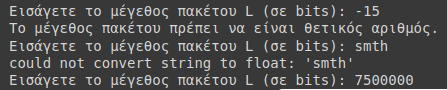 Εισάγετε το μέγεθος πακέτου L (σε bits): -15
Το μέγεθος πακέτου πρέπει να είναι θετικός αριθμός.
Εισάγετε το μέγεθος πακέτου L (σε bits): smth
could not convert string to float: 'smth'
Εισάγετε το μέγεθος πακέτου L (σε bits): 7500000